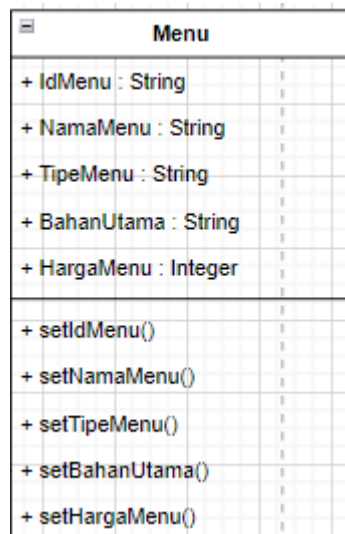 Menu
+ IdMenu : String
+ NamaMenu : String
+ TipeMenu : String
+ BahanUtama : String
+ HargaMenu : Integer
+ setIdMenu()
+ setNamaMenu()
+ setTipeMenu()
+ setBahanUtama()
+ setHargaMenu()